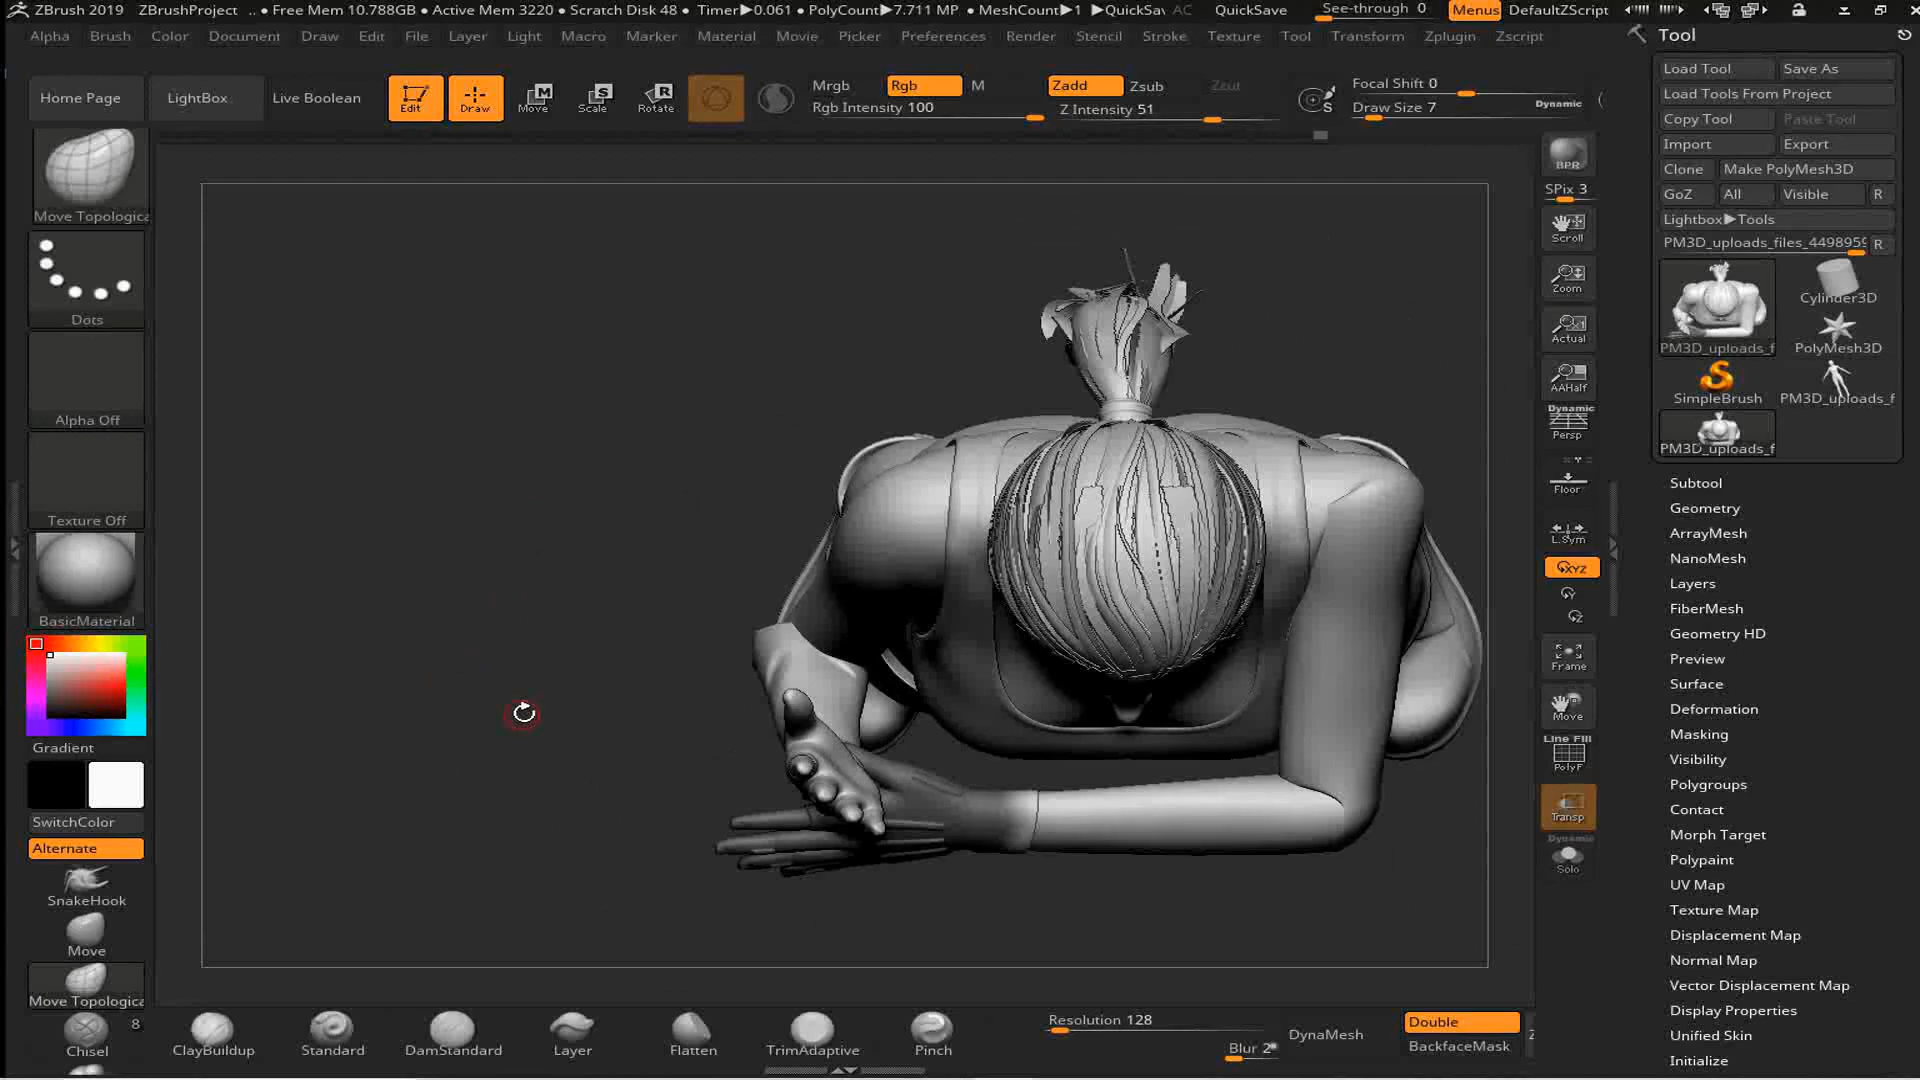 ZBrush 2019 ZBrushProject .. ● Free Mem 10.788GB ● Active Mem 3220 ● Scratch Disk 48 ● Timer▶0.061 ● PolyCount▶7.711 MP ● MeshCount▶1 ▶QuickSav AC QuickSave See-through 0 Menus DefaultZScript
Alpha Brush Color Document Draw Edit File Layer Light Macro Marker Material Movie Picker Preferences Render Stencil Stroke Texture Tool Transform Zplugin Zscript
Tool
Load Tool Save As
Load Tools From Project
Copy Tool Paste Tool
Import Export
Clone Make PolyMesh3D
GoZ All Visible R
Lightbox▶Tools
PM3D_uploads_files_4498959 R
PM3D_uploads_f Cylinder3D
PolyMesh3D
SimpleBrush PM3D_uploads_f
PM3D_uploads_f
Home Page LightBox Live Boolean Edit Draw Move Scale Rotate
Mrgb Rgb M
Rgb Intensity 100
Zadd Zsub Zcut
Z Intensity 51
S
Focal Shift 0
Draw Size 7 Dynamic
Move Topologica
Dots
Alpha Off
Texture Off
BasicMaterial
Gradient
SwitchColor
Alternate
SnakeHook
Move
Move Topologica
8
Chisel
BPR
SPix 3
Scroll
Zoom
Actual
AAHalf
Dynamic
Persp
Floor
L.Sym
XYZ
Y
Z
Frame
Move
Line Fill
PolyF
Transp
Dynamic
Solo
Subtool
Geometry
ArrayMesh
NanoMesh
Layers
FiberMesh
Geometry HD
Preview
Surface
Deformation
Masking
Visibility
Polygroups
Contact
Morph Target
Polypaint
UV Map
Texture Map
Displacement Map
Normal Map
Vector Displacement Map
Display Properties
Unified Skin
Initialize
ClayBuildup Standard DamStandard Layer Flatten TrimAdaptive Pinch
Resolution 128
Blur 2
DynaMesh
Double
BackfaceMask
Z